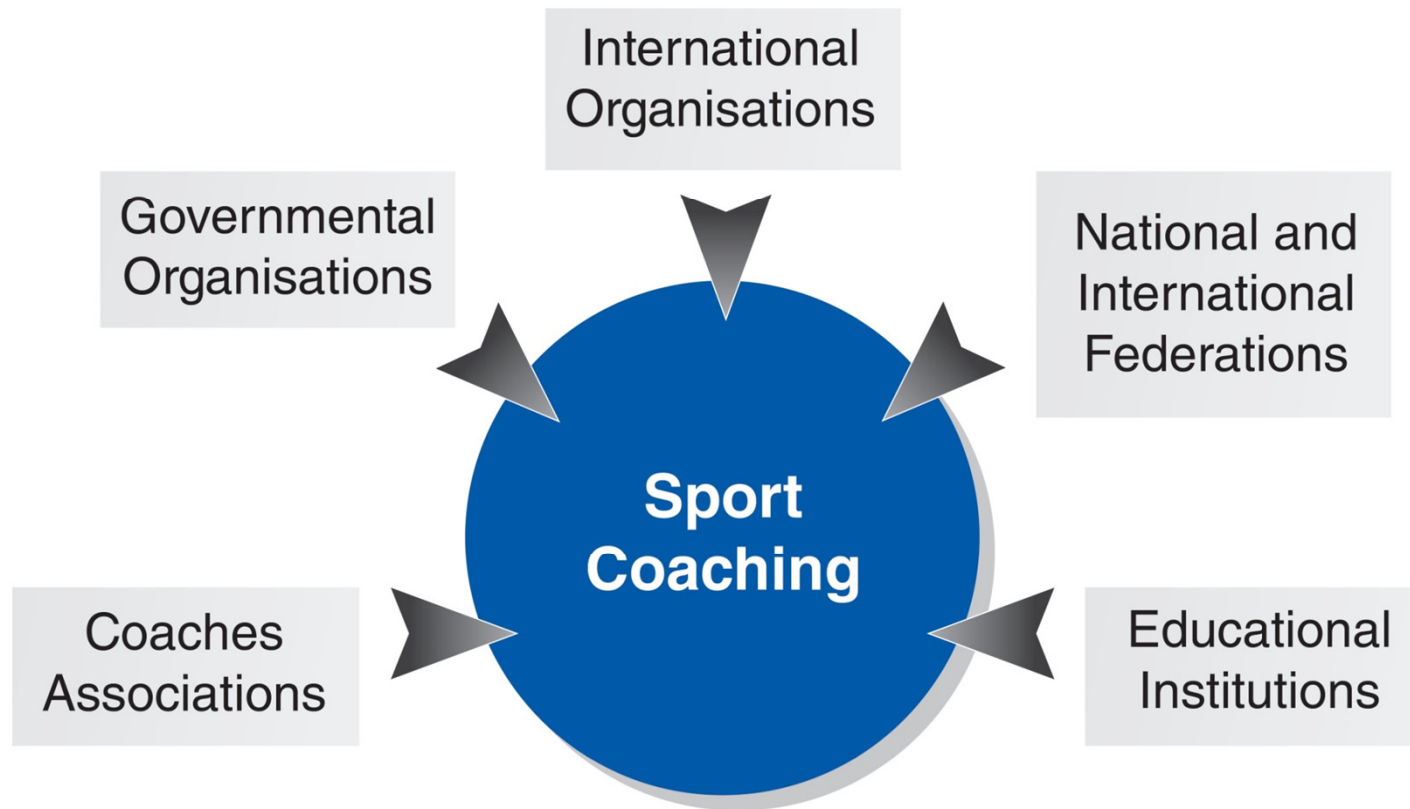 International
Organisations
Governmental
Organisations
National and
International
Federations
Sport
Coaching
Coaches
Associations
Educational
Institutions